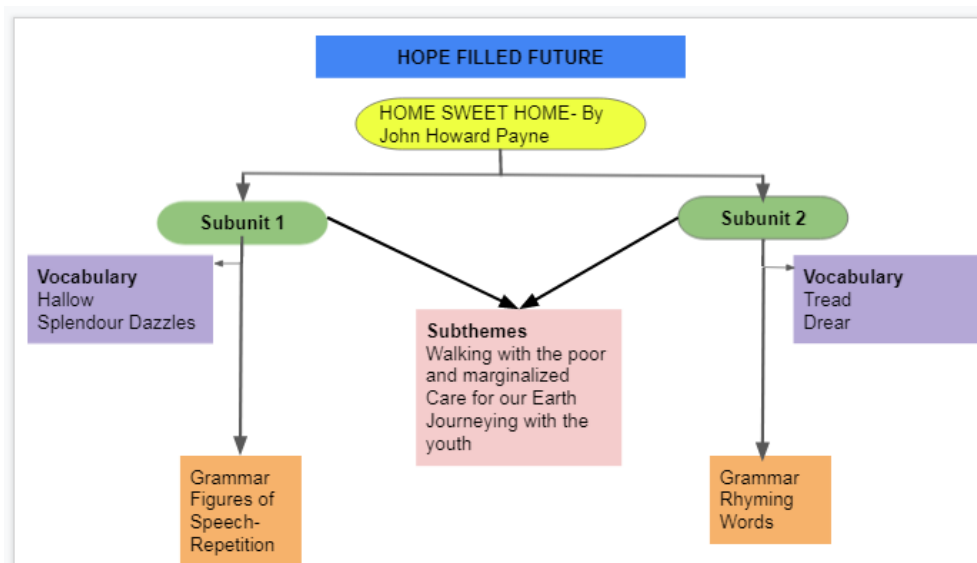 HOPE FILLED FUTURE
HOME SWEET HOME- By
John Howard Payne
Subunit 1
Subunit 2
Vocabulary
Hallow
Splendour Dazzles
Vocabulary
Tread
Drear
Subthemes
Walking with the poor
and marginalized
Care for our Earth
Journeying with the
youth
Grammar
Figures of
Speech-
Repetition
Grammar
Rhyming
Words